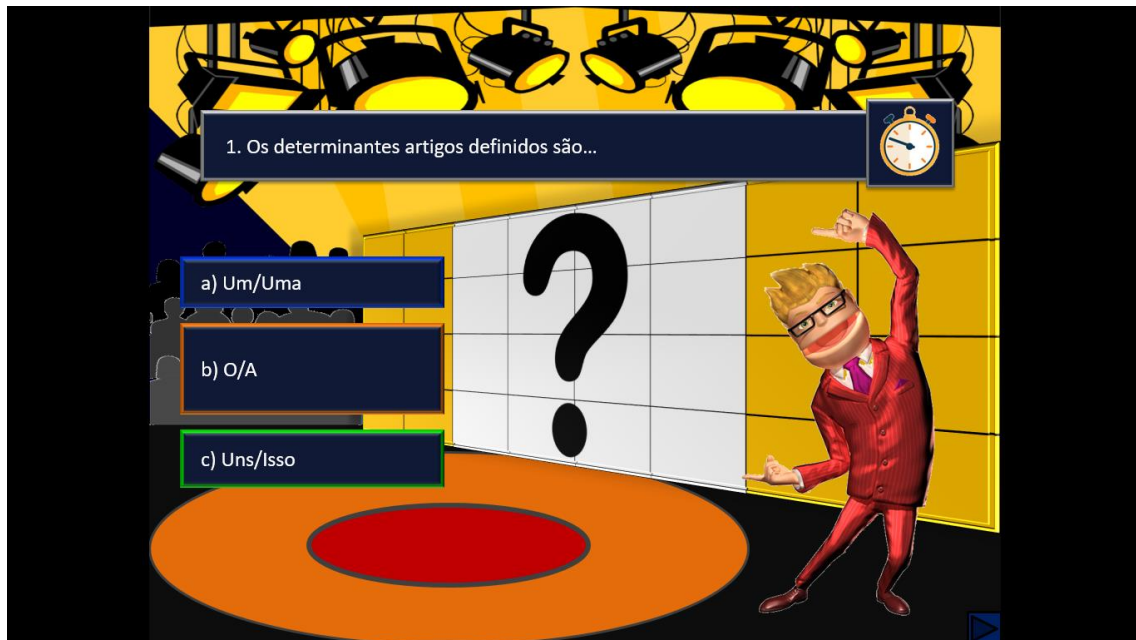 1. Os determinantes artigos definidos são...
a) Um/Uma
b) O/A
c) Uns/Isso